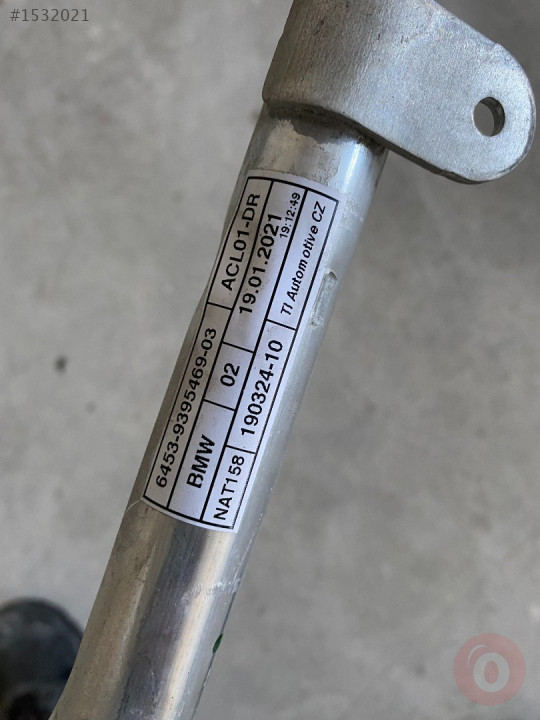 #1532021
6453-9395469-03 ACL01-DR
BMW 02 19.01.2021 19:12:49
NAT158 190324-10 TI Automotive CZ